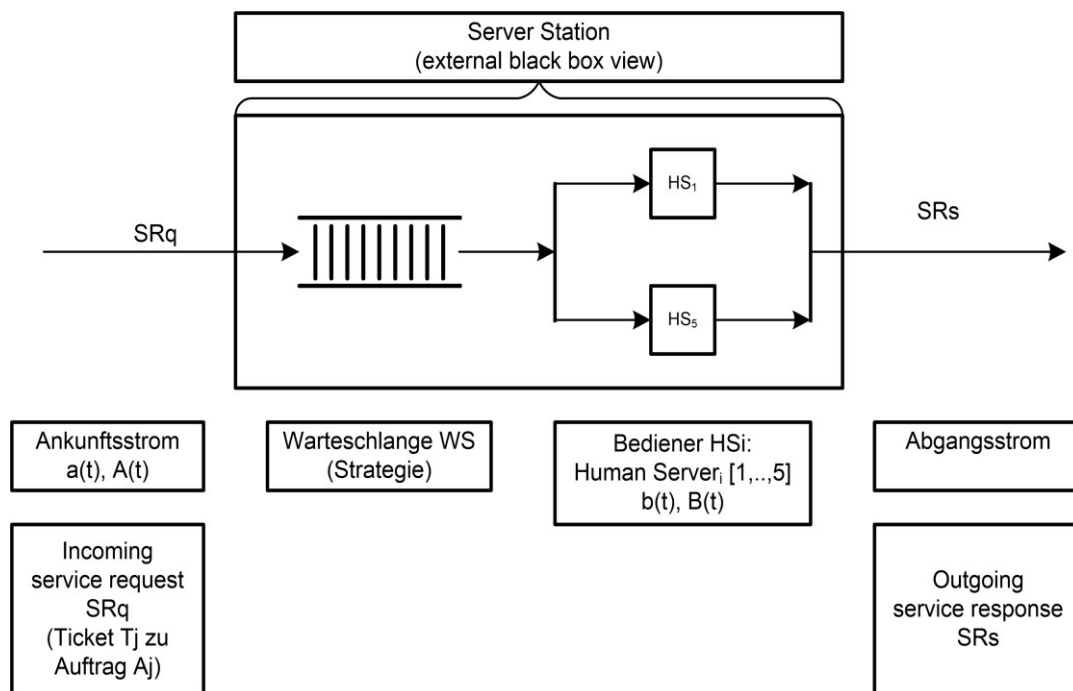 Server Station
(external black box view)
SRq
HS₁
HS₅
SRs
Ankunftsstrom
a(t), A(t)
Warteschlange WS
(Strategie)
Bediener HSi:
Human Serverᵢ [1,..,5]
b(t), B(t)
Abgangsstrom
Incoming
service request
SRq
(Ticket Tj zu
Auftrag Aj)
Outgoing
service response
SRs